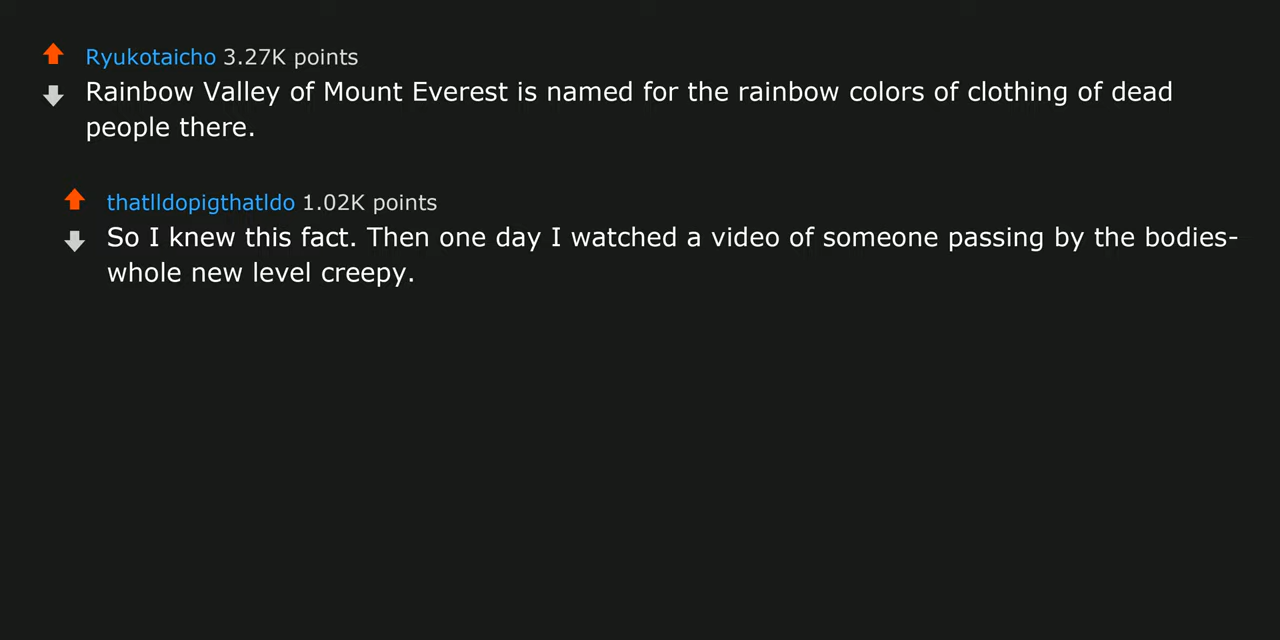 Ryukotaicho 3.27K points
Rainbow Valley of Mount Everest is named for the rainbow colors of clothing of dead
people there.
thatlldopigthatldo 1.02K points
So I knew this fact. Then one day I watched a video of someone passing by the bodies-
whole new level creepy.